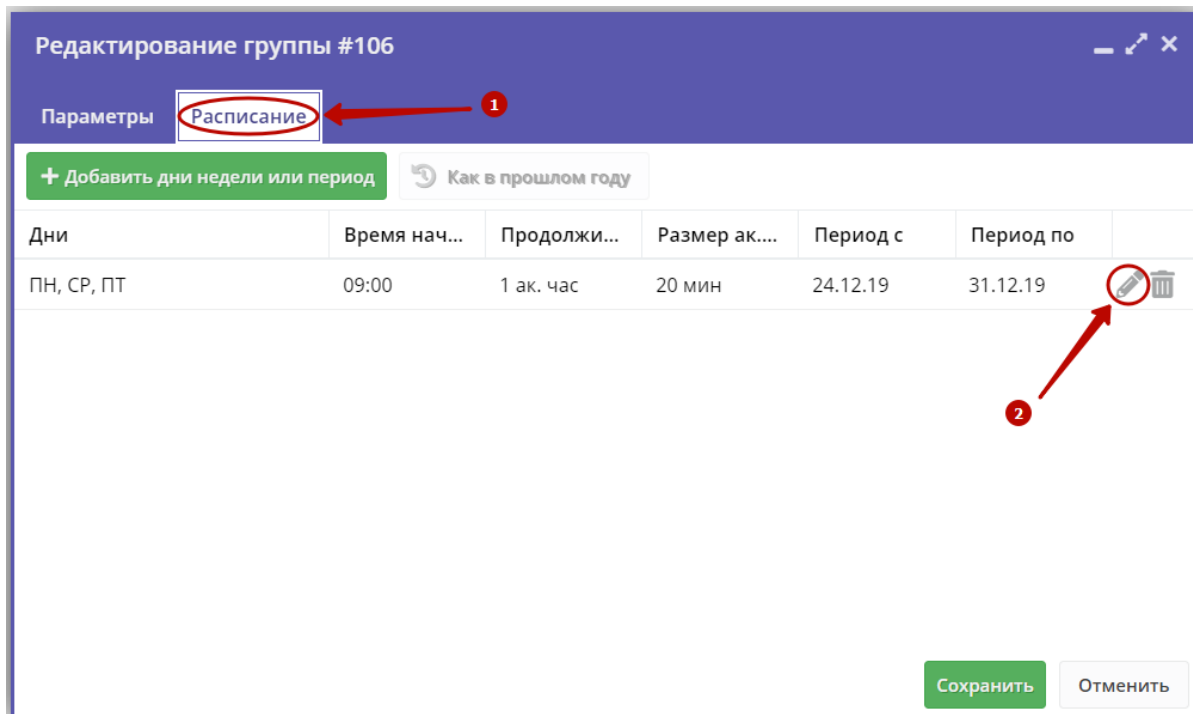 Редактирование группы #106
Параметры Расписание 1
+ Добавить дни недели или период Как в прошлом году
Дни Время нач... Продолжи... Размер ак.... Период с Период по
ПН, СР, ПТ 09:00 1 ак. час 20 мин 24.12.19 31.12.19
2
Сохранить Отменить